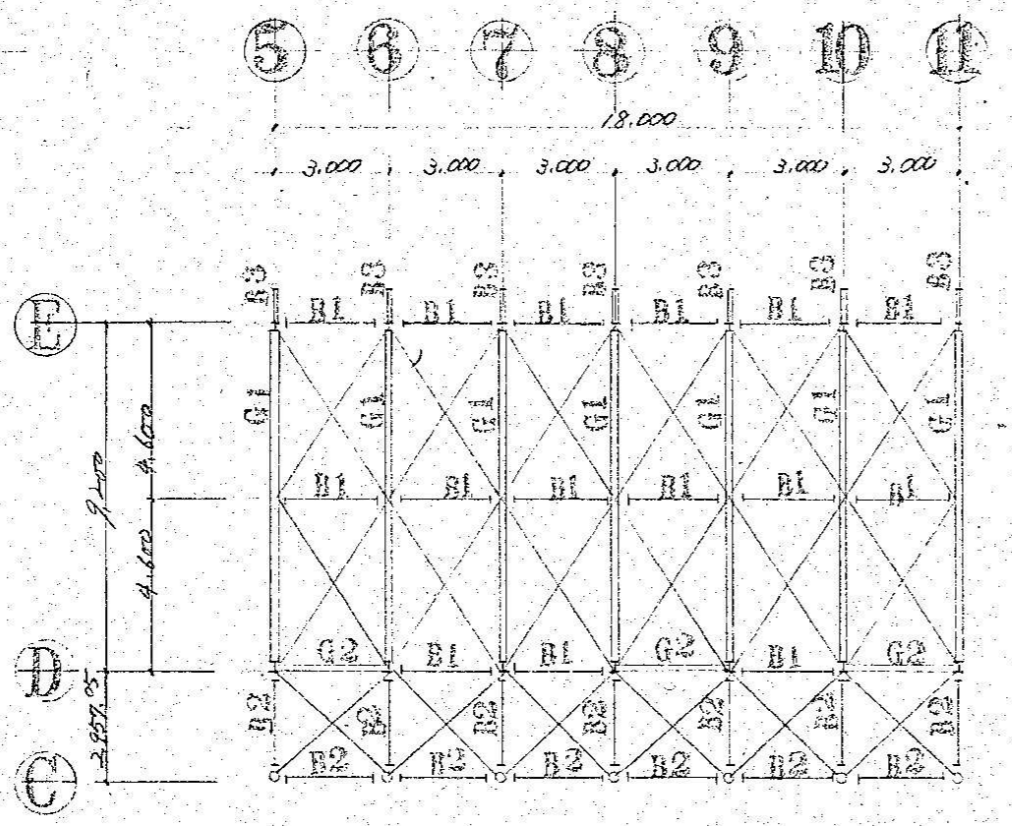 5 6 7 8 9 10 11
18.000
3.000 3.000 3.000 3.000 3.000 3.000
B3 B3 B3 B3 B3 B3 B3
E B1 B1 B1 B1 B1 B1
G1 G1 G1 G1 G1 G1 G1
4.600
9.200
B1 B1 B1 B1 B1 B1
4.600
D G2 B1 B1 G2 B1 G2
2957.05
B2 B2 B2 B2 B2 B2 B2
C B2 B2 B2 B2 B2 B2